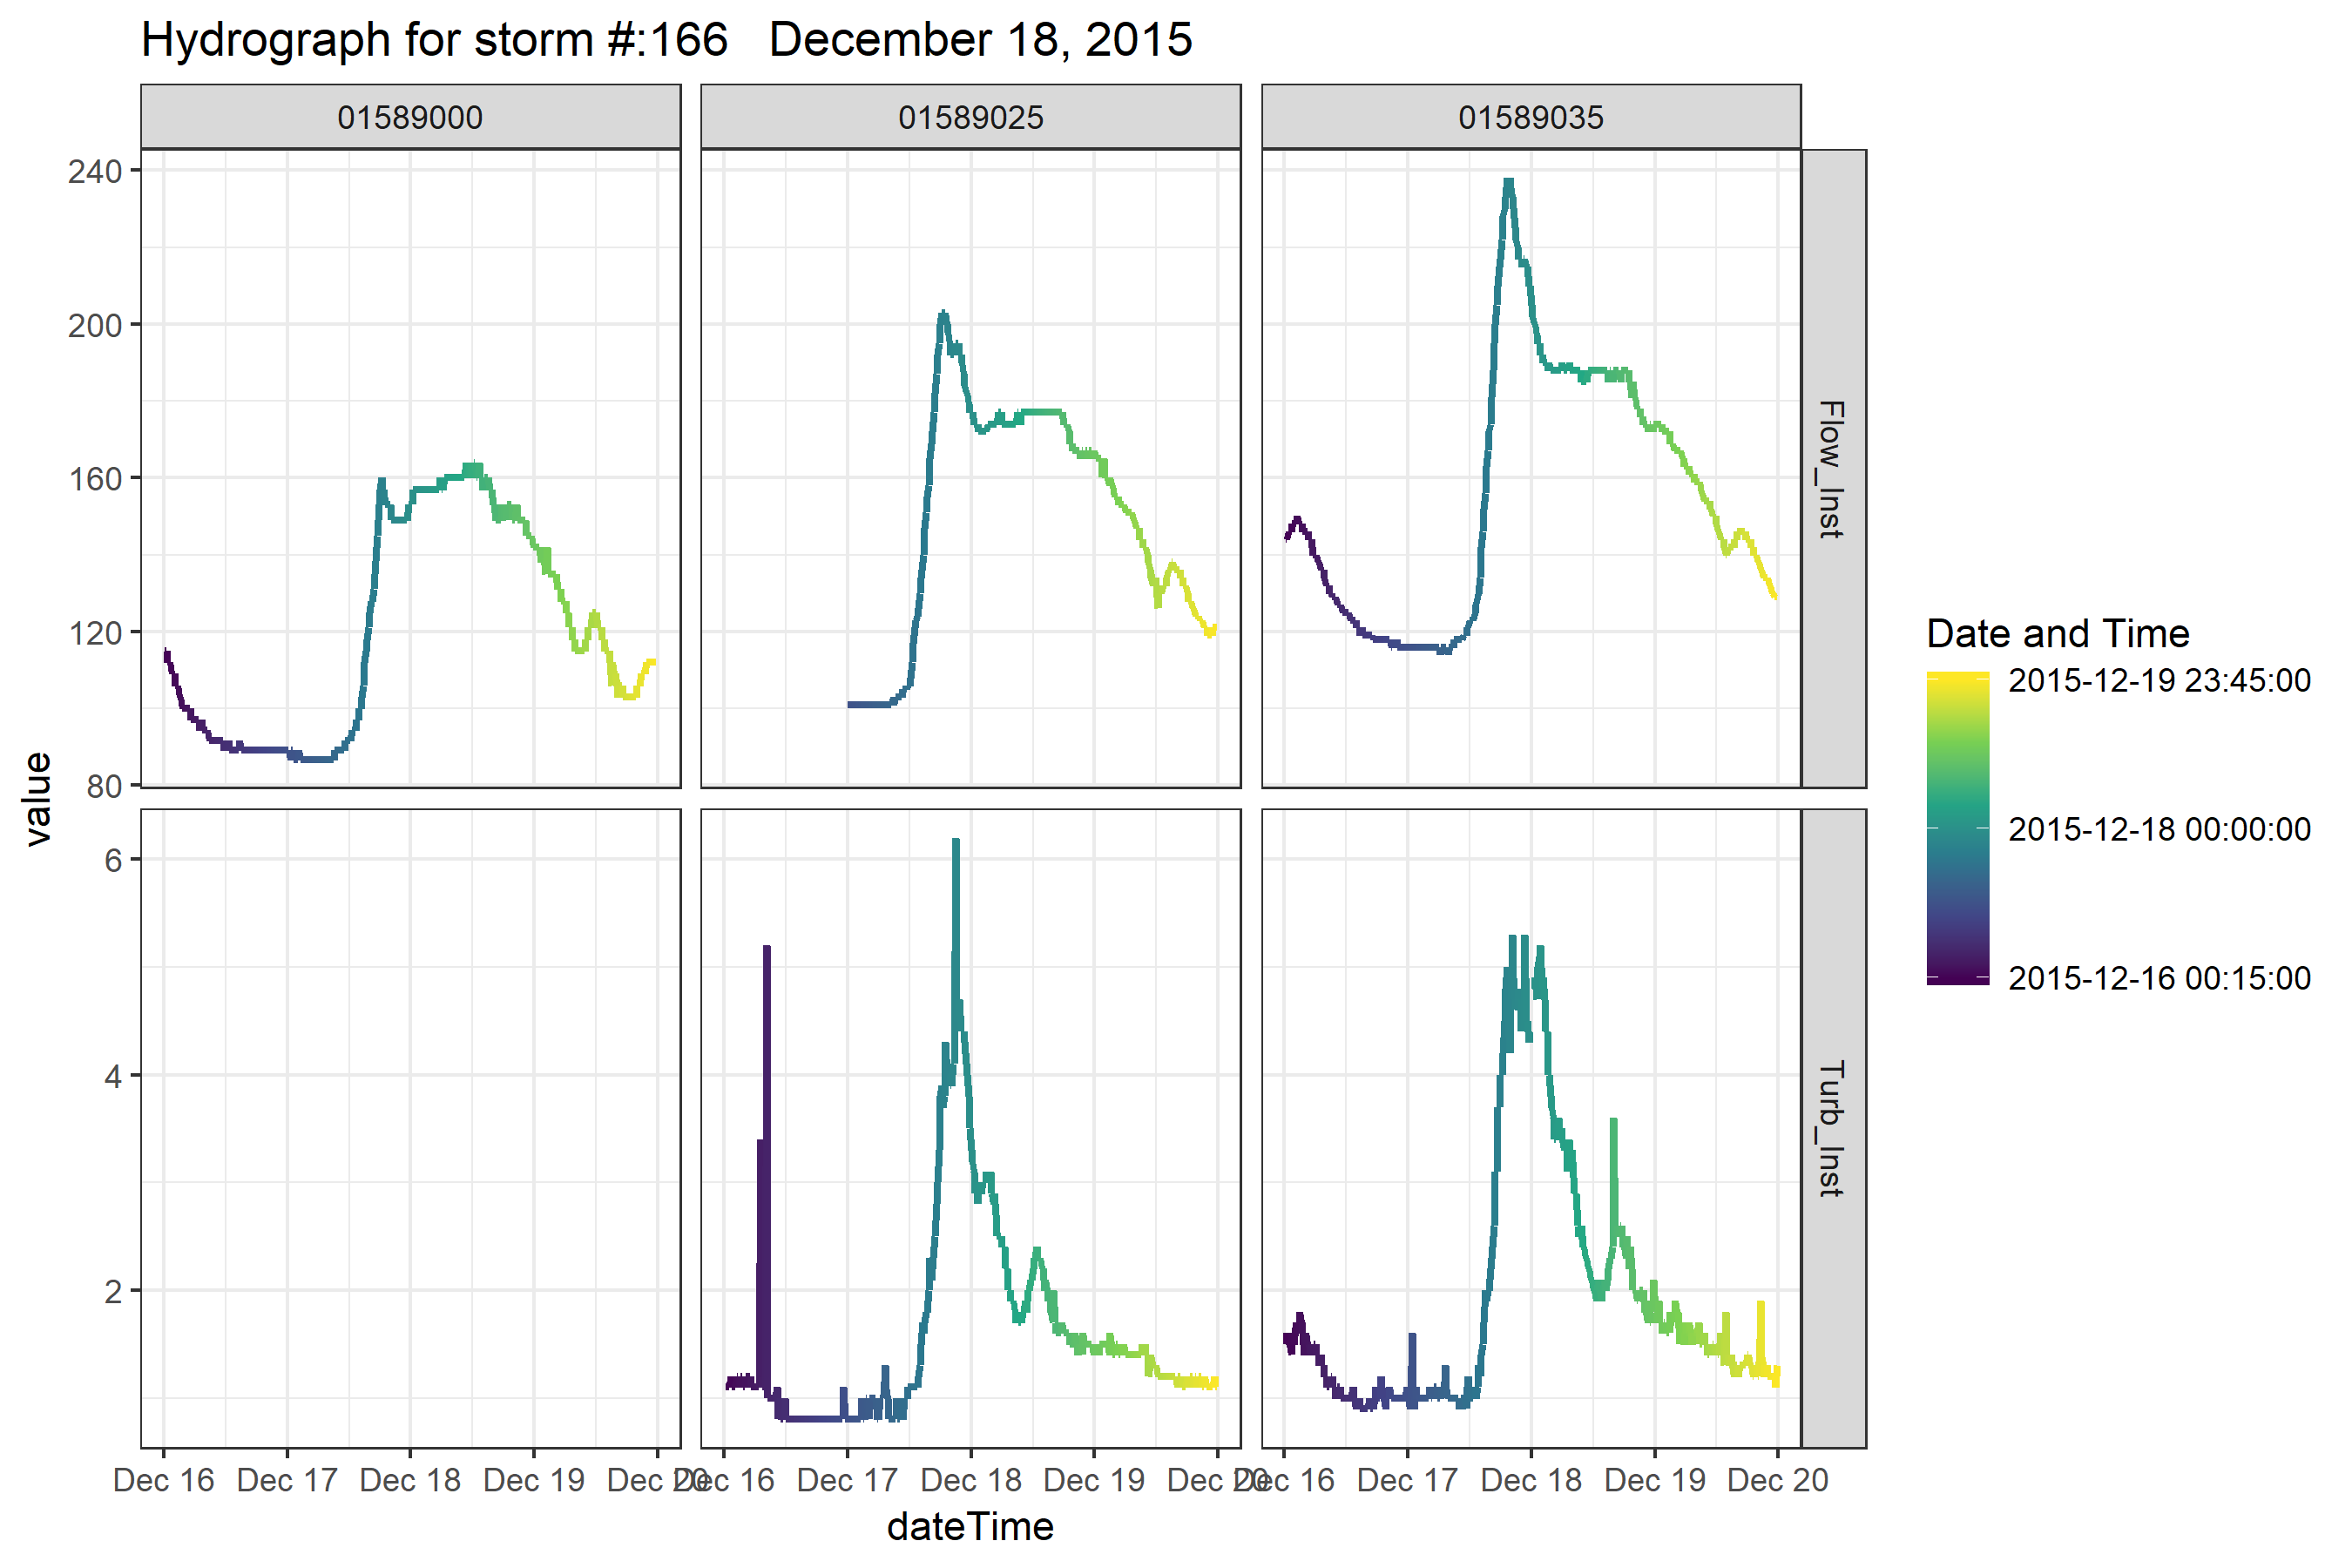 Hydrograph for storm #:166   December 18, 2015
01589000
01589025
01589035
240
200
160
120
80
Flow_Inst
6
4
2
Turb_Inst
value
Dec 16
Dec 17
Dec 18
Dec 19
Dec 20
Dec 16
Dec 17
Dec 18
Dec 19
Dec 20
Dec 16
Dec 17
Dec 18
Dec 19
Dec 20
dateTime
Date and Time
2015-12-19 23:45:00
2015-12-18 00:00:00
2015-12-16 00:15:00